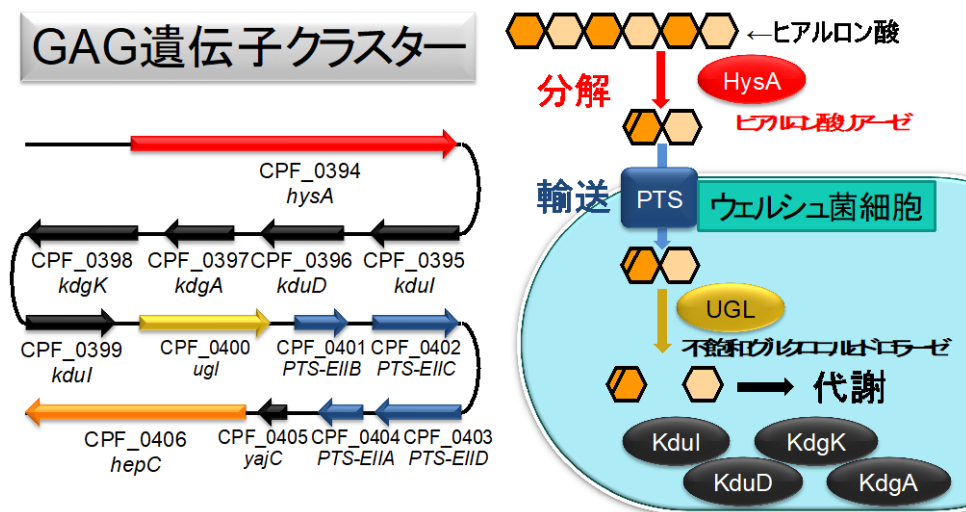 GAG遺伝子クラスター
CPF_0394
hysA
CPF_0398
kdgK
CPF_0397
kdgA
CPF_0396
kduD
CPF_0395
kduI
CPF_0399
kduI
CPF_0400
ugl
CPF_0401
PTS-EIIB
CPF_0402
PTS-EIIC
CPF_0406
hepC
CPF_0405
yajC
CPF_0404
PTS-EIIA
CPF_0403
PTS-EIID
←ヒアルロン酸
分解
HysA
ヒアルロン酸リアーゼ
輸送
PTS
ウェルシュ菌細胞
UGL
不飽和グルクロニルヒドロラーゼ
代謝
KduI
KdgK
KduD
KdgA